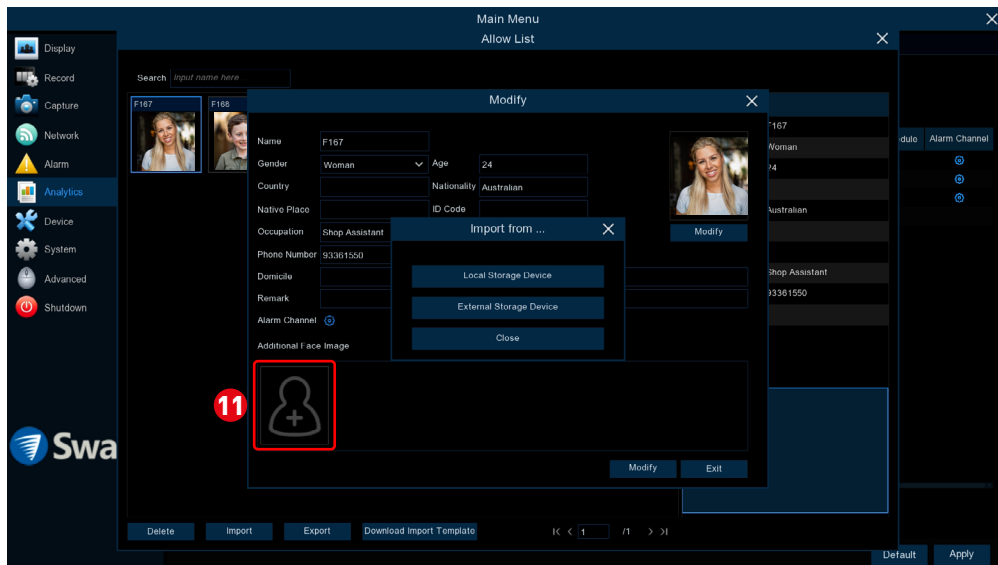 Main Menu
Allow List
Display
Record
Capture
Network
Alarm
Analytics
Device
System
Advanced
Shutdown
Swa
Search Input name here
F167
F168
Modify
Name F167
Gender Woman Age 24
Country Nationality Australian
Native Place ID Code
Occupation Shop Assistant
Phone Number 93361550
Domicile
Remark
Alarm Channel
Additional Face Image
Modify
Import from ...
Local Storage Device
External Storage Device
Close
11
Modify Exit
F167
Woman
24
Australian
Shop Assistant
93361550
edule Alarm Channel
Delete Import Export Download Import Template 1 /1
Default Apply